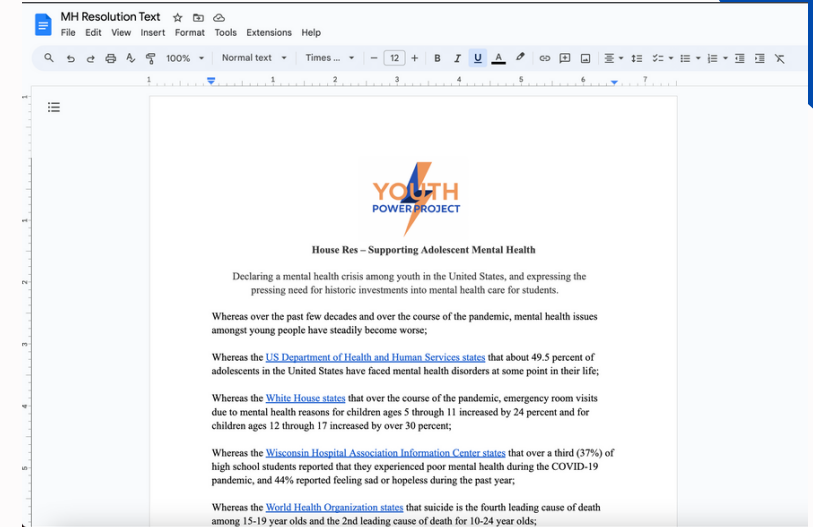 MH Resolution Text
File Edit View Insert Format Tools Extensions Help
100% Normal text Times ... 12 B I U A
1 1 2 3 4 5 6 7
YOUTH
POWER PROJECT
House Res – Supporting Adolescent Mental Health
Declaring a mental health crisis among youth in the United States, and expressing the
pressing need for historic investments into mental health care for students.
Whereas over the past few decades and over the course of the pandemic, mental health issues
amongst young people have steadily become worse;
Whereas the US Department of Health and Human Services states that about 49.5 percent of
adolescents in the United States have faced mental health disorders at some point in their life;
Whereas the White House states that over the course of the pandemic, emergency room visits
due to mental health reasons for children ages 5 through 11 increased by 24 percent and for
children ages 12 through 17 increased by over 30 percent;
Whereas the Wisconsin Hospital Association Information Center states that over a third (37%) of
high school students reported that they experienced poor mental health during the COVID-19
pandemic, and 44% reported feeling sad or hopeless during the past year;
Whereas the World Health Organization states that suicide is the fourth leading cause of death
among 15-19 year olds and the 2nd leading cause of death for 10-24 year olds;